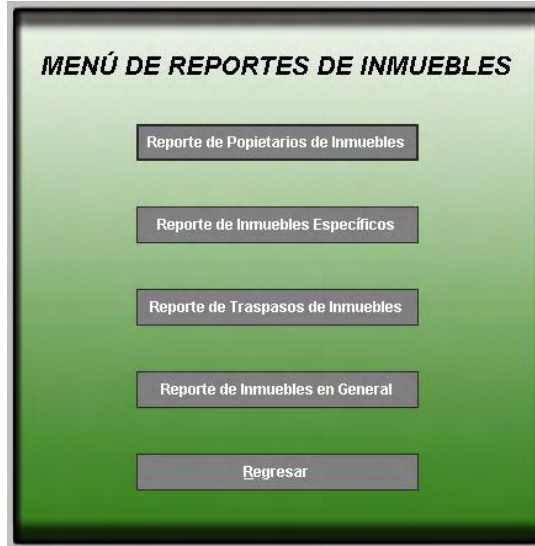 MENÚ DE REPORTES DE INMUEBLES
Reporte de Popietarios de Inmuebles
Reporte de Inmuebles Específicos
Reporte de Traspasos de Inmuebles
Reporte de Inmuebles en General
Regresar